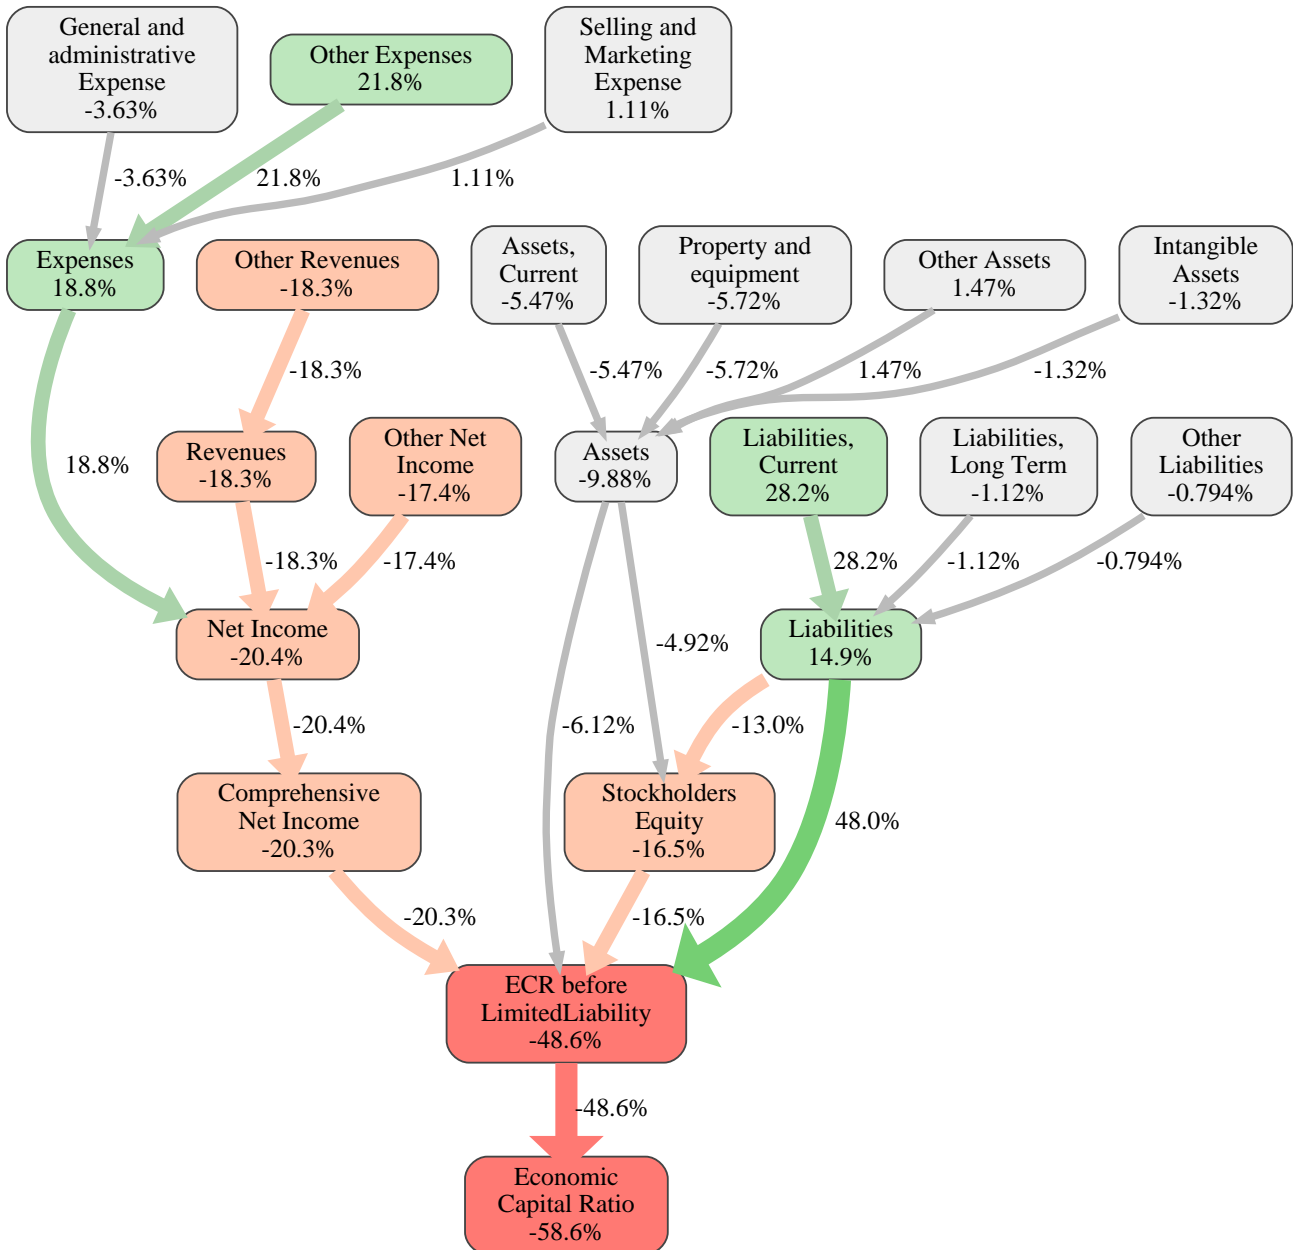 General and
administrative
Expense
-3.63%
Other Expenses
21.8%
Selling and
Marketing
Expense
1.11%
-3.63%
21.8%
1.11%
Expenses
18.8%
Other Revenues
-18.3%
Assets,
Current
-5.47%
Property and
equipment
-5.72%
Other Assets
1.47%
Intangible
Assets
-1.32%
-18.3%
-5.47%
-5.72%
1.47%
-1.32%
18.8%
Revenues
-18.3%
Other Net
Income
-17.4%
Assets
-9.88%
Liabilities,
Current
28.2%
Liabilities,
Long Term
-1.12%
Other
Liabilities
-0.794%
-18.3%
-17.4%
28.2%
-1.12%
-0.794%
Net Income
-20.4%
-4.92%
Liabilities
14.9%
-20.4%
-6.12%
-13.0%
Comprehensive
Net Income
-20.3%
Stockholders
Equity
-16.5%
48.0%
-20.3%
-16.5%
ECR before
LimitedLiability
-48.6%
-48.6%
Economic
Capital Ratio
-58.6%